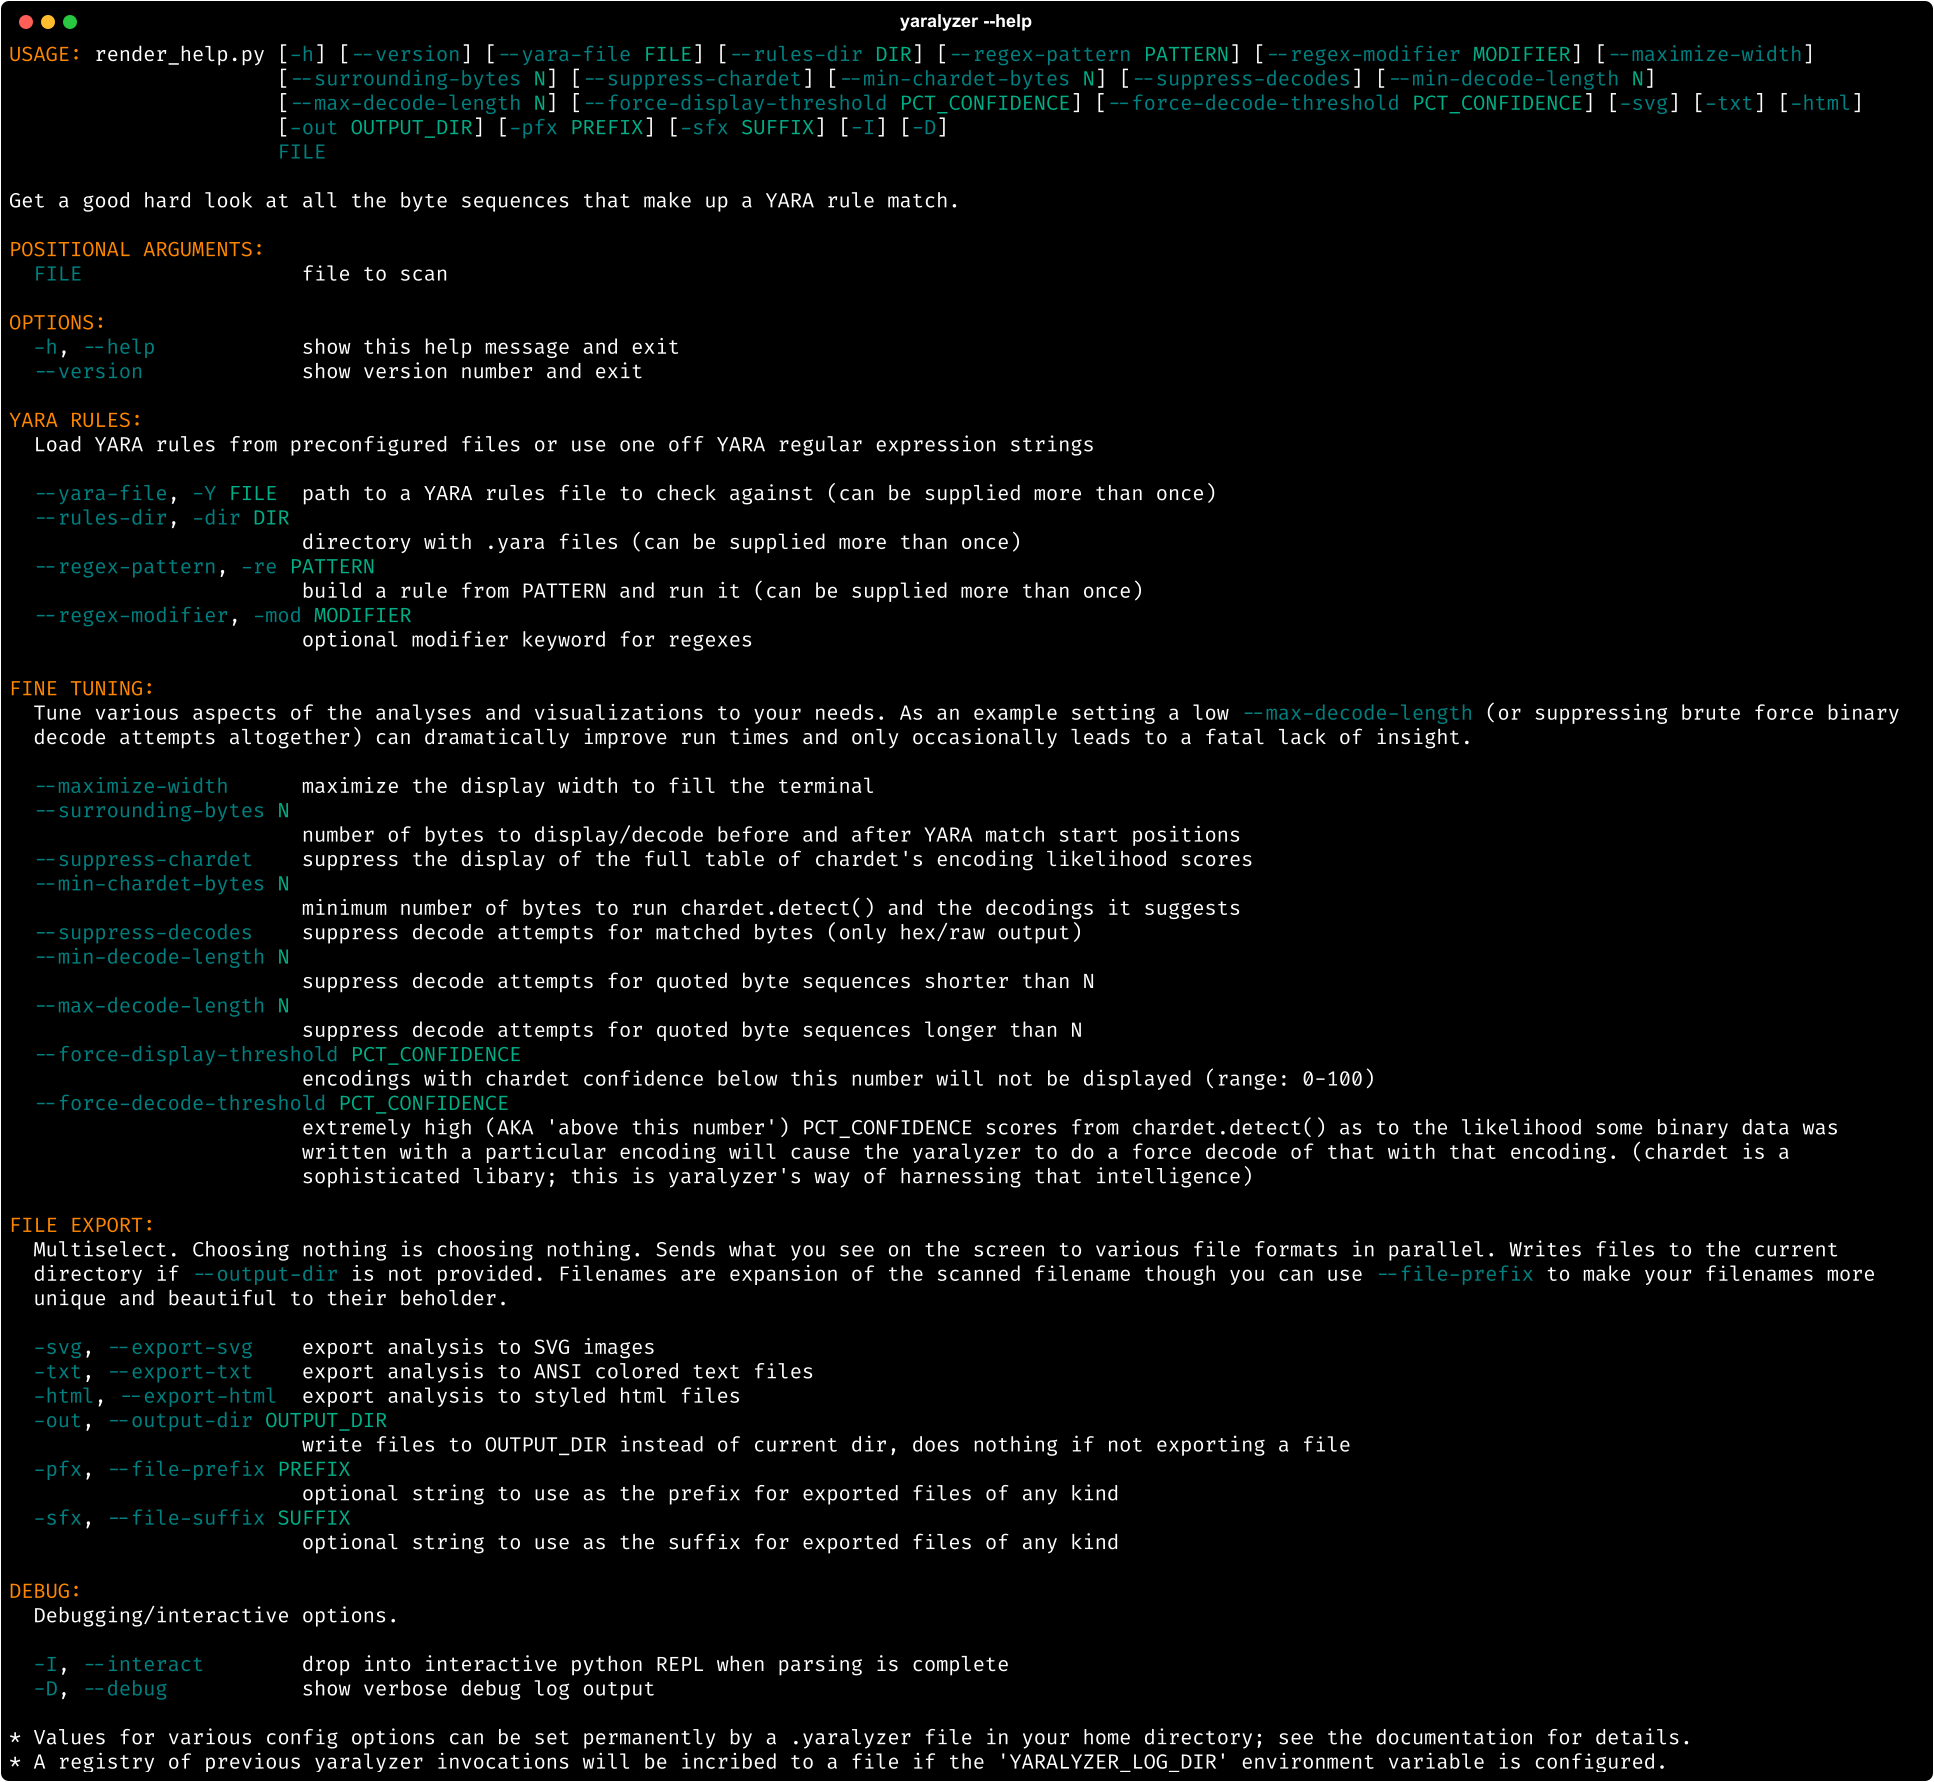 yaralyzer --help
USAGE: render_help.py [-h] [--version] [--yara-file FILE] [--rules-dir DIR] [--regex-pattern PATTERN] [--regex-modifier MODIFIER] [--maximize-width]
[--surrounding-bytes N] [--suppress-chardet] [--min-chardet-bytes N] [--suppress-decodes] [--min-decode-length N]
[--max-decode-length N] [--force-display-threshold PCT_CONFIDENCE] [--force-decode-threshold PCT_CONFIDENCE] [-svg] [-txt] [-html]
[-out OUTPUT_DIR] [-pfx PREFIX] [-sfx SUFFIX] [-I] [-D]
FILE
Get a good hard look at all the byte sequences that make up a YARA rule match.
POSITIONAL ARGUMENTS:
FILE file to scan
OPTIONS:
-h, --help show this help message and exit
--version show version number and exit
YARA RULES:
Load YARA rules from preconfigured files or use one off YARA regular expression strings
--yara-file, -Y FILE path to a YARA rules file to check against (can be supplied more than once)
--rules-dir, -dir DIR
directory with .yara files (can be supplied more than once)
--regex-pattern, -re PATTERN
build a rule from PATTERN and run it (can be supplied more than once)
--regex-modifier, -mod MODIFIER
optional modifier keyword for regexes
FINE TUNING:
Tune various aspects of the analyses and visualizations to your needs. As an example setting a low --max-decode-length (or suppressing brute force binary
decode attempts altogether) can dramatically improve run times and only occasionally leads to a fatal lack of insight.
--maximize-width maximize the display width to fill the terminal
--surrounding-bytes N
number of bytes to display/decode before and after YARA match start positions
--suppress-chardet suppress the display of the full table of chardet's encoding likelihood scores
--min-chardet-bytes N
minimum number of bytes to run chardet.detect() and the decodings it suggests
--suppress-decodes suppress decode attempts for matched bytes (only hex/raw output)
--min-decode-length N
suppress decode attempts for quoted byte sequences shorter than N
--max-decode-length N
suppress decode attempts for quoted byte sequences longer than N
--force-display-threshold PCT_CONFIDENCE
encodings with chardet confidence below this number will not be displayed (range: 0-100)
--force-decode-threshold PCT_CONFIDENCE
extremely high (AKA 'above this number') PCT_CONFIDENCE scores from chardet.detect() as to the likelihood some binary data was
written with a particular encoding will cause the yaralyzer to do a force decode of that with that encoding. (chardet is a
sophisticated libary; this is yaralyzer's way of harnessing that intelligence)
FILE EXPORT:
Multiselect. Choosing nothing is choosing nothing. Sends what you see on the screen to various file formats in parallel. Writes files to the current
directory if --output-dir is not provided. Filenames are expansion of the scanned filename though you can use --file-prefix to make your filenames more
unique and beautiful to their beholder.
-svg, --export-svg export analysis to SVG images
-txt, --export-txt export analysis to ANSI colored text files
-html, --export-html export analysis to styled html files
-out, --output-dir OUTPUT_DIR
write files to OUTPUT_DIR instead of current dir, does nothing if not exporting a file
-pfx, --file-prefix PREFIX
optional string to use as the prefix for exported files of any kind
-sfx, --file-suffix SUFFIX
optional string to use as the suffix for exported files of any kind
DEBUG:
Debugging/interactive options.
-I, --interact drop into interactive python REPL when parsing is complete
-D, --debug show verbose debug log output
* Values for various config options can be set permanently by a .yaralyzer file in your home directory; see the documentation for details.
* A registry of previous yaralyzer invocations will be incribed to a file if the 'YARALYZER_LOG_DIR' environment variable is configured.